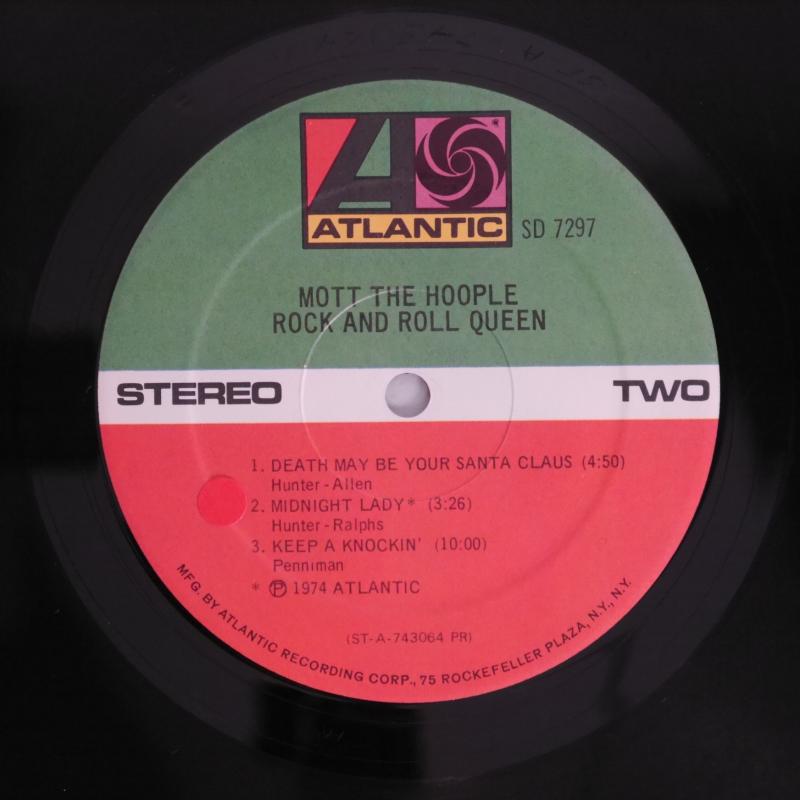 ATLANTIC
SD 7297
MOTT THE HOOPLE
ROCK AND ROLL QUEEN
STEREO
TWO
1. DEATH MAY BE YOUR SANTA CLAUS (4:50)
Hunter-Allen
2. MIDNIGHT LADY* (3:26)
Hunter-Ralphs
3. KEEP A KNOCKIN' (10:00)
Penniman
* ℗ 1974 ATLANTIC
(ST-A-743064 PR)
MFG. BY ATLANTIC RECORDING CORP., 75 ROCKEFELLER PLAZA, N.Y., N.Y.